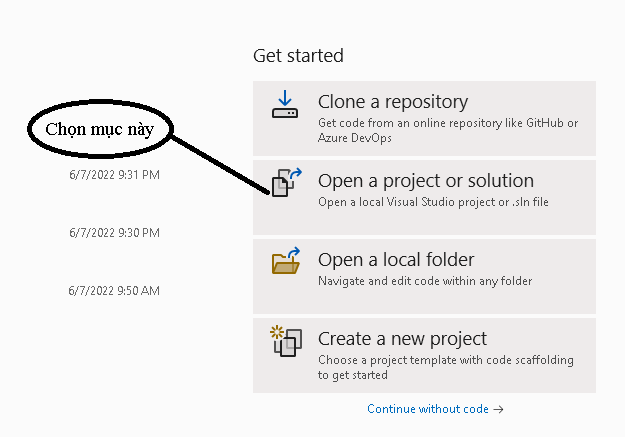 Get started
Chọn mục này
6/7/2022 9:31 PM
6/7/2022 9:30 PM
6/7/2022 9:50 AM
Clone a repository
Get code from an online repository like GitHub or
Azure DevOps
Open a project or solution
Open a local Visual Studio project or .sln file
Open a local folder
Navigate and edit code within any folder
Create a new project
Choose a project template with code scaffolding
to get started
Continue without code →